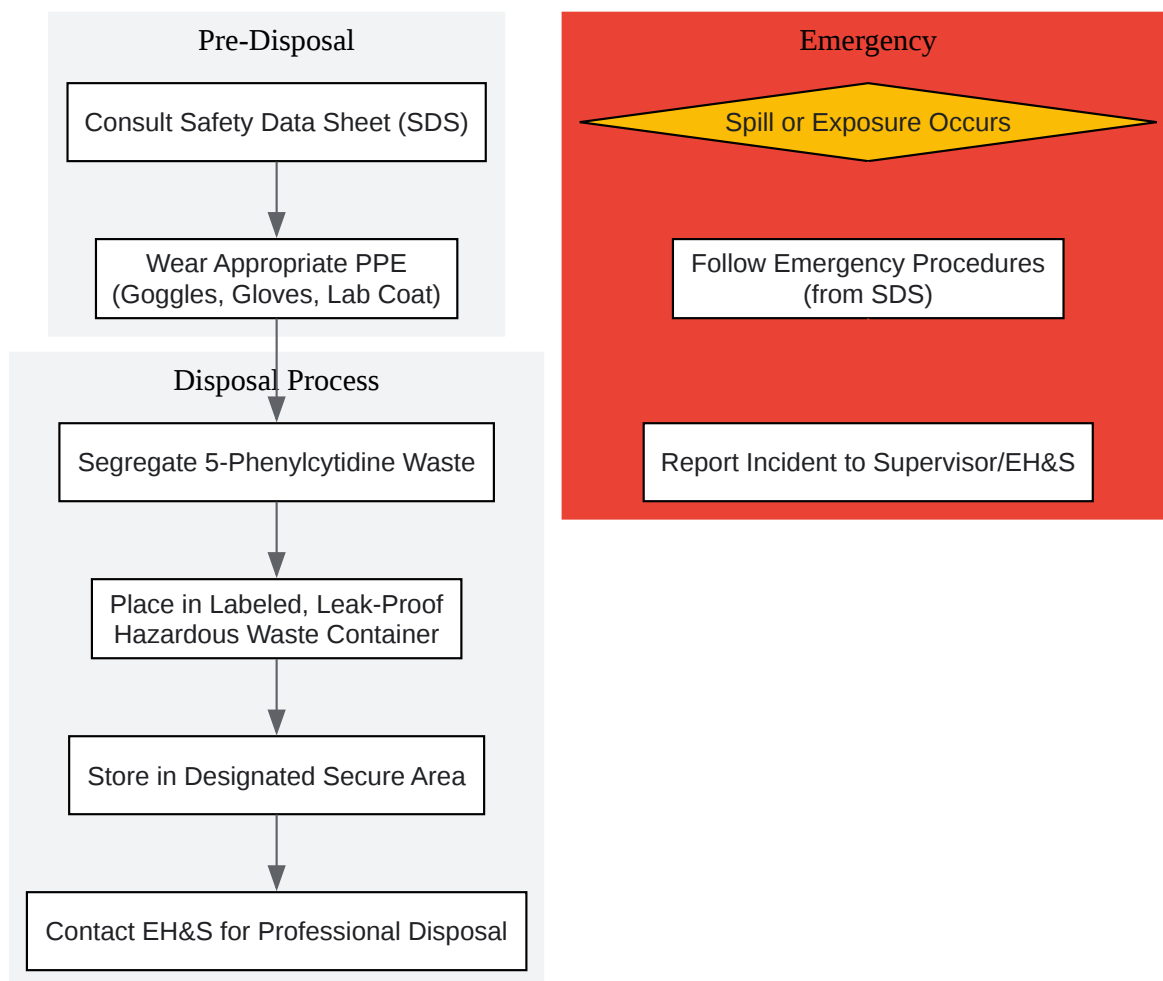 Pre-Disposal
Consult Safety Data Sheet (SDS)
Wear Appropriate PPE
(Goggles, Gloves, Lab Coat)
Disposal Process
Segregate 5-Phenylcytidine Waste
Place in Labeled, Leak-Proof
Hazardous Waste Container
Store in Designated Secure Area
Contact EH&S for Professional Disposal
Emergency
Spill or Exposure Occurs
Follow Emergency Procedures
(from SDS)
Report Incident to Supervisor/EH&S